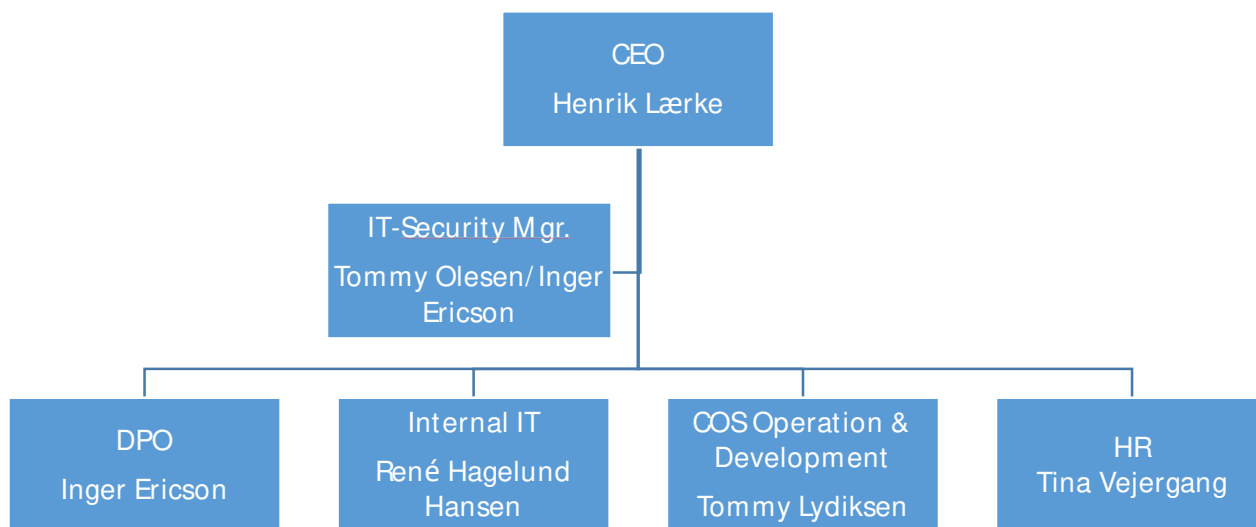 CEO
Henrik Lærke
IT-Security Mgr.
Tommy Olesen/Inger
Ericson
DPO
Inger Ericson
Internal IT
René Hagelund
Hansen
COS Operation &
Development
Tommy Lydiksen
HR
Tina Vejergang